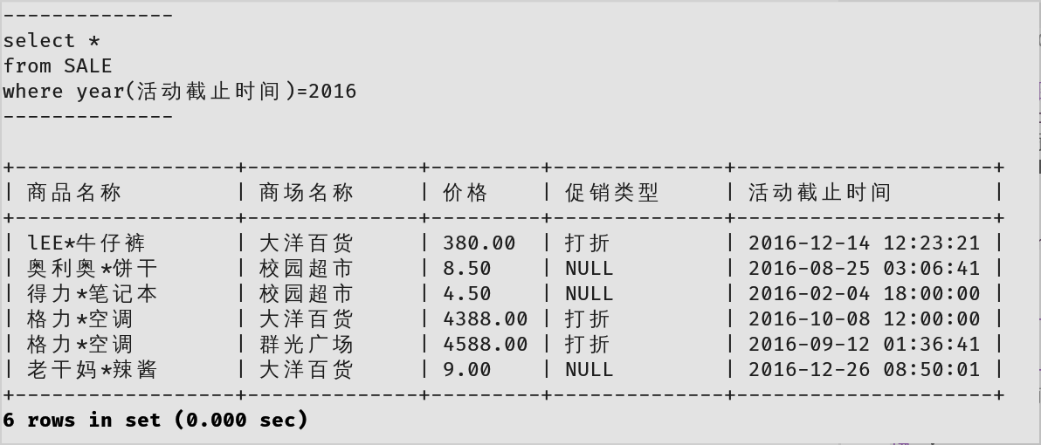 --------------
select *
from SALE
where year(活动截止时间)=2016
--------------
+-------------------+--------------+---------+--------------+---------------------+
| 商品名称 | 商场名称 | 价格 | 促销类型 | 活动截止时间 |
+-------------------+--------------+---------+--------------+---------------------+
| lEE*牛仔裤 | 大洋百货 | 380.00 | 打折 | 2016-12-14 12:23:21 |
| 奥利奥*饼干 | 校园超市 | 8.50 | NULL | 2016-08-25 03:06:41 |
| 得力*笔记本 | 校园超市 | 4.50 | NULL | 2016-02-04 18:00:00 |
| 格力*空调 | 大洋百货 | 4388.00 | 打折 | 2016-10-08 12:00:00 |
| 格力*空调 | 群光广场 | 4588.00 | 打折 | 2016-09-12 01:36:41 |
| 老干妈*辣酱 | 大洋百货 | 9.00 | NULL | 2016-12-26 08:50:01 |
+-------------------+--------------+---------+--------------+---------------------+
6 rows in set (0.000 sec)